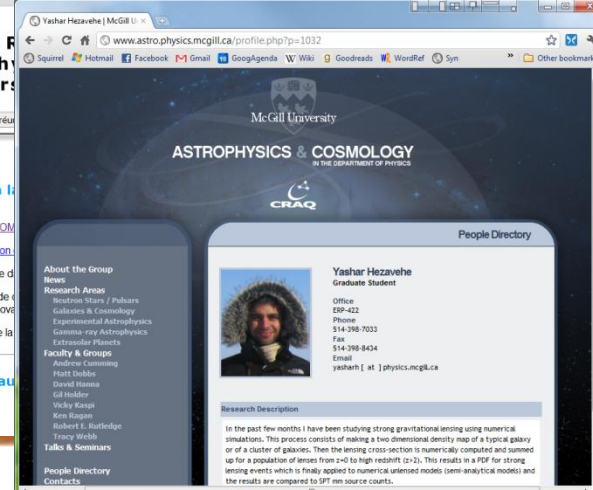 Yashar Hezavehe | McGill U
www.astro.physics.mcgill.ca/profile.php?p=1032
Squirrel Hotmail Facebook Gmail GoogAgenda Wiki Goodreads WordRef Syn » Other bookmark
McGill University
ASTROPHYSICS & COSMOLOGY
IN THE DEPARTMENT OF PHYSICS
CRAQ
People Directory
About the Group
News
Research Areas
Neutron Stars / Pulsars
Galaxies & Cosmology
Experimental Astrophysics
Gamma-ray Astrophysics
Extrasolar Planets
Faculty & Groups
Andrew Cumming
Matt Dobbs
David Hanna
Gil Holder
Vicky Kaspi
Ken Ragan
Robert E. Rutledge
Tracy Webb
Talks & Seminars
People Directory
Contacts
Yashar Hezavehe
Graduate Student
Office
ERP-422
Phone
514-398-7033
Fax
514-398-8434
Email
yasharh [ at ] physics.mcgill.ca
Research Description
In the past few months I have been studying strong gravitational lensing using numerical
simulations. This process consists of making a two dimensional density map of a typical galaxy
or of a cluster of galaxies. Then the lensing cross-section is numerically computed and summed
up for a population of lenses from z=0 to high redshift (z>2). This results in a PDF for strong
lensing events which is finally applied to numerical unlensed models (semi-analytical models) and
the results are compared to SPT mm source counts.